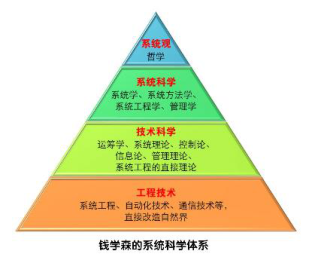 系统观
哲学
系统科学
系统学、系统方法学、
系统工程学、管理学
技术科学
运筹学、系统理论、控制论、
信息论、管理理论、
系统工程的直接理论
工程技术
系统工程、自动化技术、通信技术等,
直接改造自然界
钱学森的系统科学体系